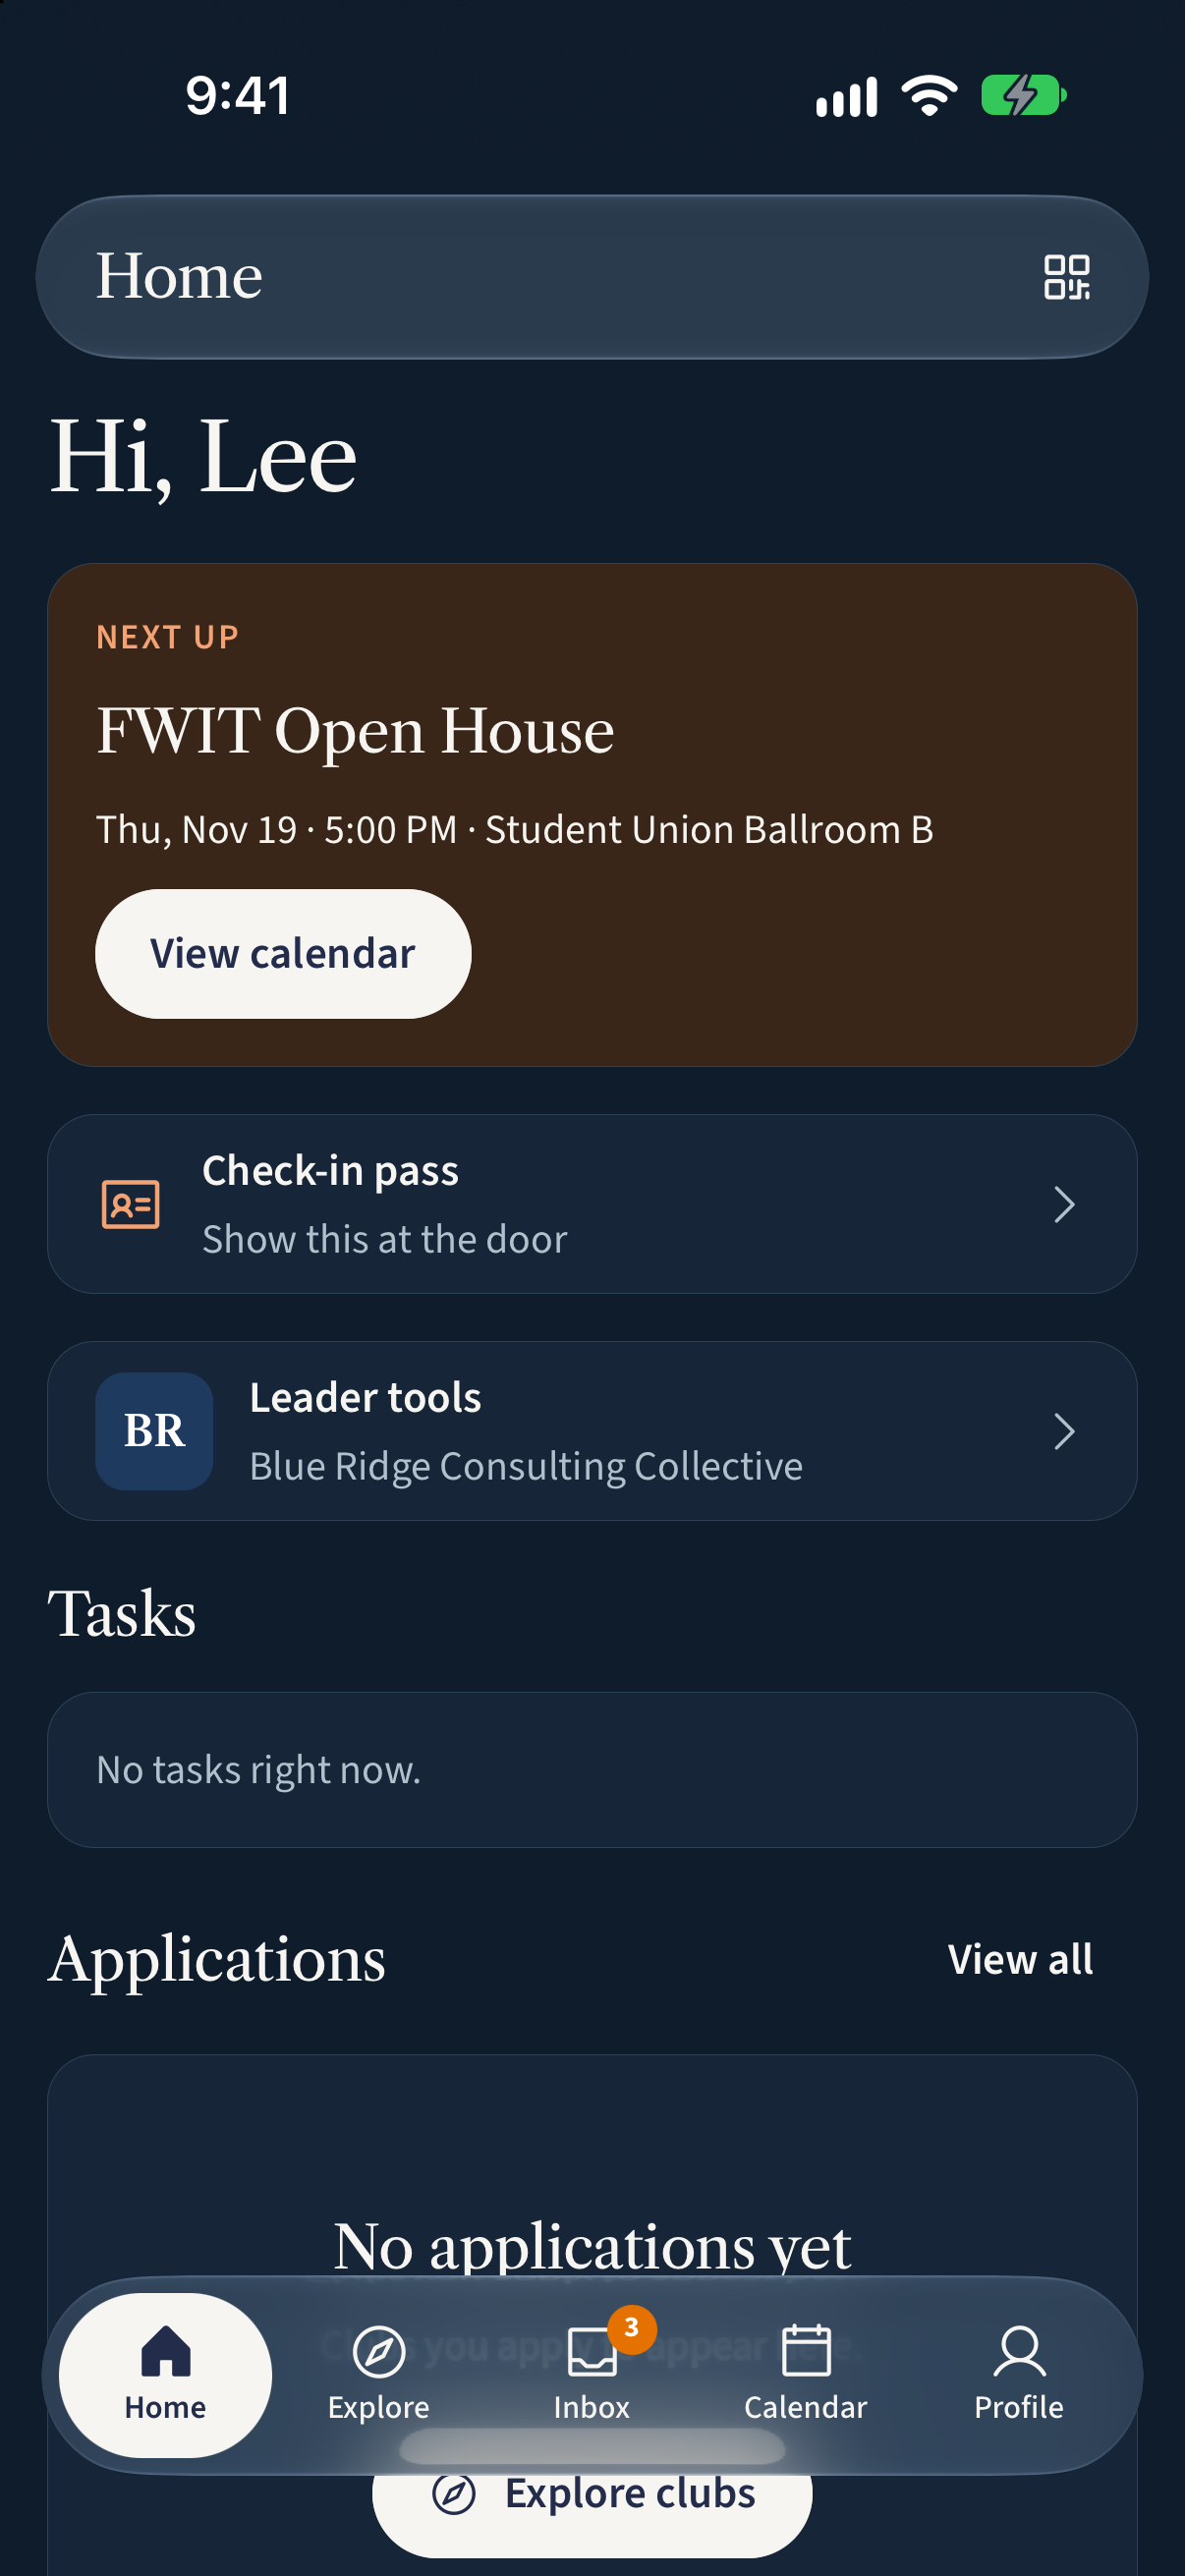 9:41
Home
Hi, Lee
NEXT UP
FWIT Open House
Thu, Nov 19 · 5:00 PM · Student Union Ballroom B
View calendar
Check-in pass
Show this at the door
BR
Leader tools
Blue Ridge Consulting Collective
Tasks
No tasks right now.
Applications
View all
No applications yet
you appear
3
Home
Explore
Inbox
Calendar
Profile
Explore clubs